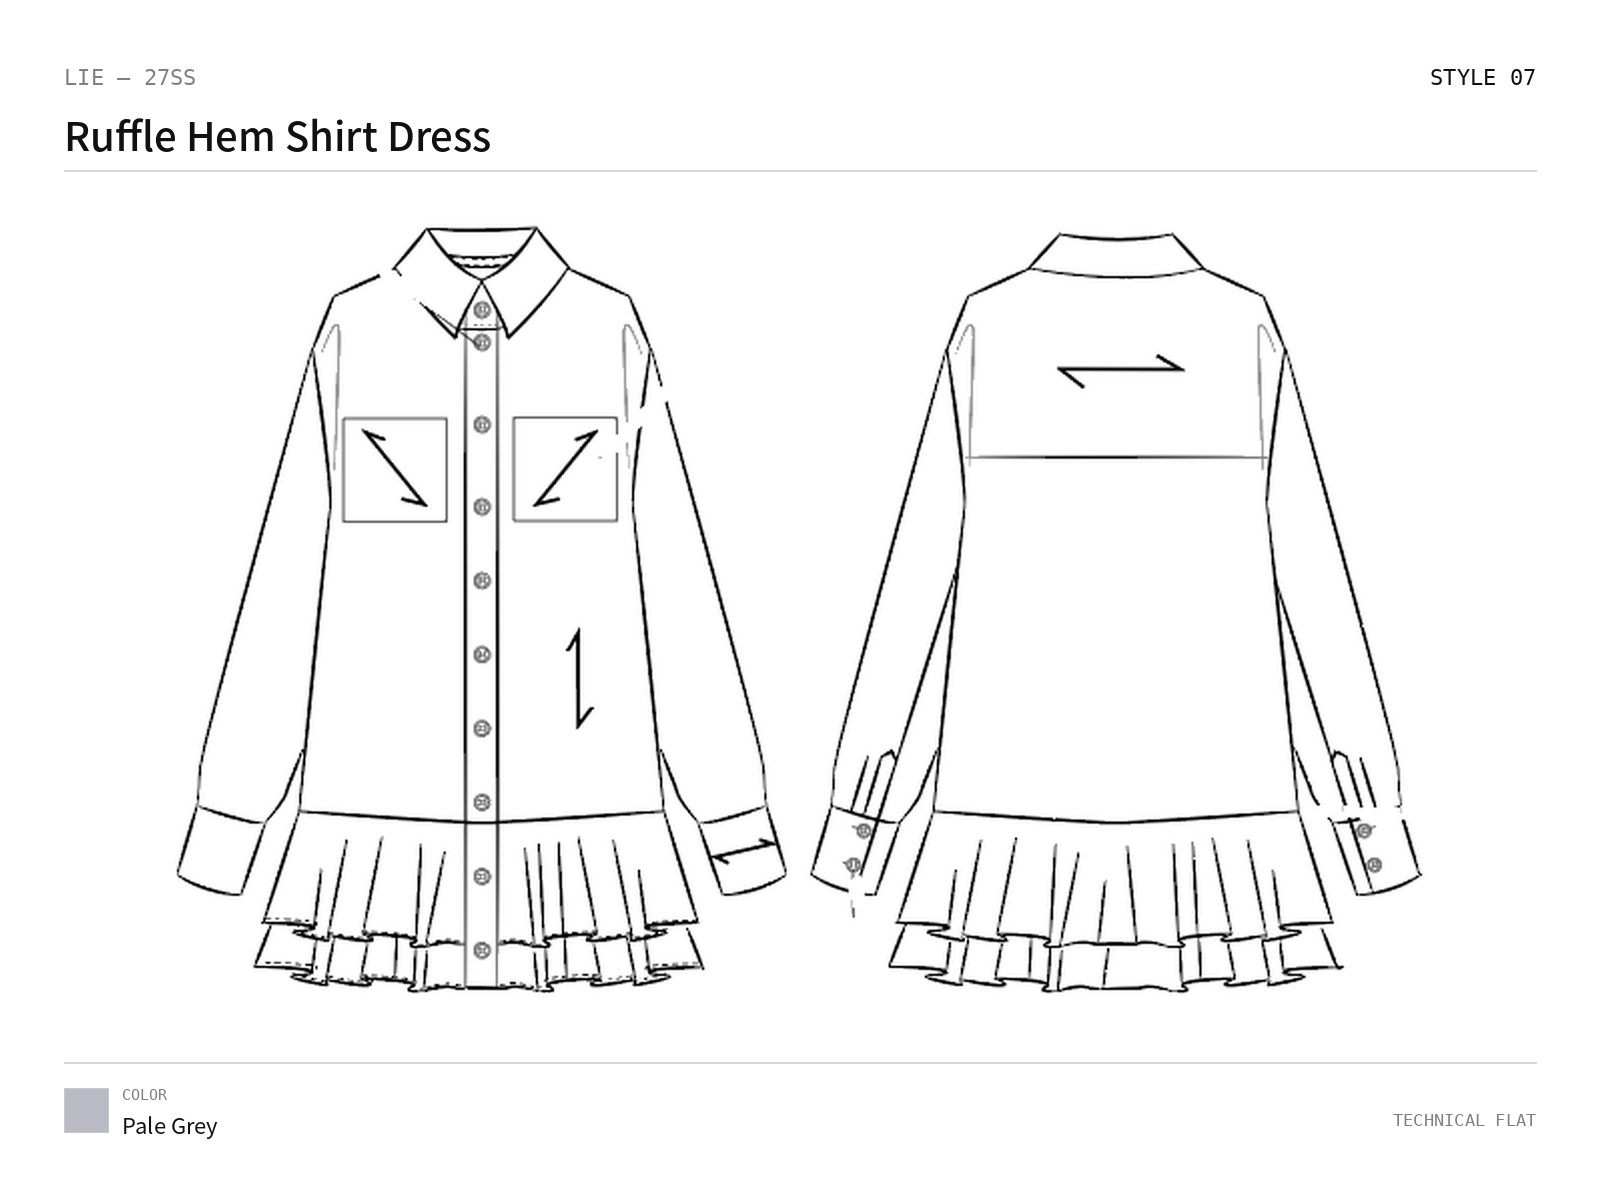 LIE — 27SS
STYLE 07
Ruffle Hem Shirt Dress
COLOR
Pale Grey
TECHNICAL FLAT